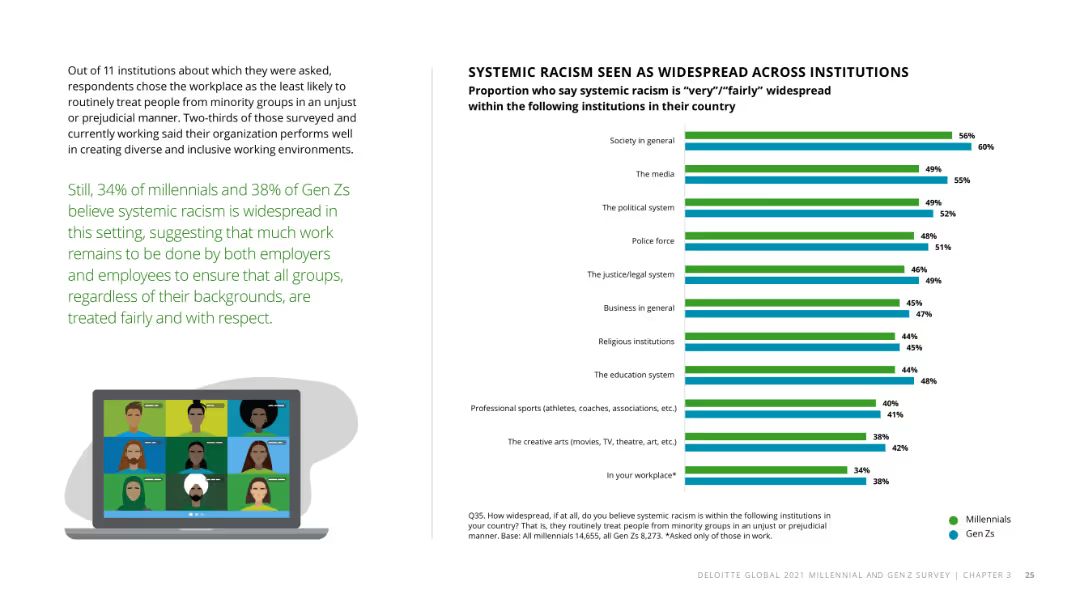 Out of 11 institutions about which they were asked,
respondents chose the workplace as the least likely to
routinely treat people from minority groups in an unjust
or prejudicial manner. Two-thirds of those surveyed and
currently working said their organization performs well
in creating diverse and inclusive working environments.
Still, 34% of millennials and 38% of Gen Zs
believe systemic racism is widespread in
this setting, suggesting that much work
remains to be done by both employers
and employees to ensure that all groups,
regardless of their backgrounds, are
treated fairly and with respect.
SYSTEMIC RACISM SEEN AS WIDESPREAD ACROSS INSTITUTIONS
Proportion who say systemic racism is “very”/“fairly” widespread
within the following institutions in their country
Society in general
56%
60%
The media
49%
55%
The political system
49%
52%
Police force
48%
51%
The justice/legal system
46%
49%
Business in general
45%
47%
Religious institutions
44%
45%
The education system
44%
48%
Professional sports (athletes, coaches, associations, etc.)
40%
41%
The creative arts (movies, TV, theatre, art, etc.)
38%
42%
In your workplace*
34%
38%
Q35. How widespread, if at all, do you believe systemic racism is within the following institutions in
your country? That is, they routinely treat people from minority groups in an unjust or prejudicial
manner. Base: All millennials 14,655, all Gen Zs 8,273. *Asked only of those in work.
Millennials
Gen Zs
DELOITTE GLOBAL 2021 MILLENNIAL AND GEN Z SURVEY | CHAPTER 3 25